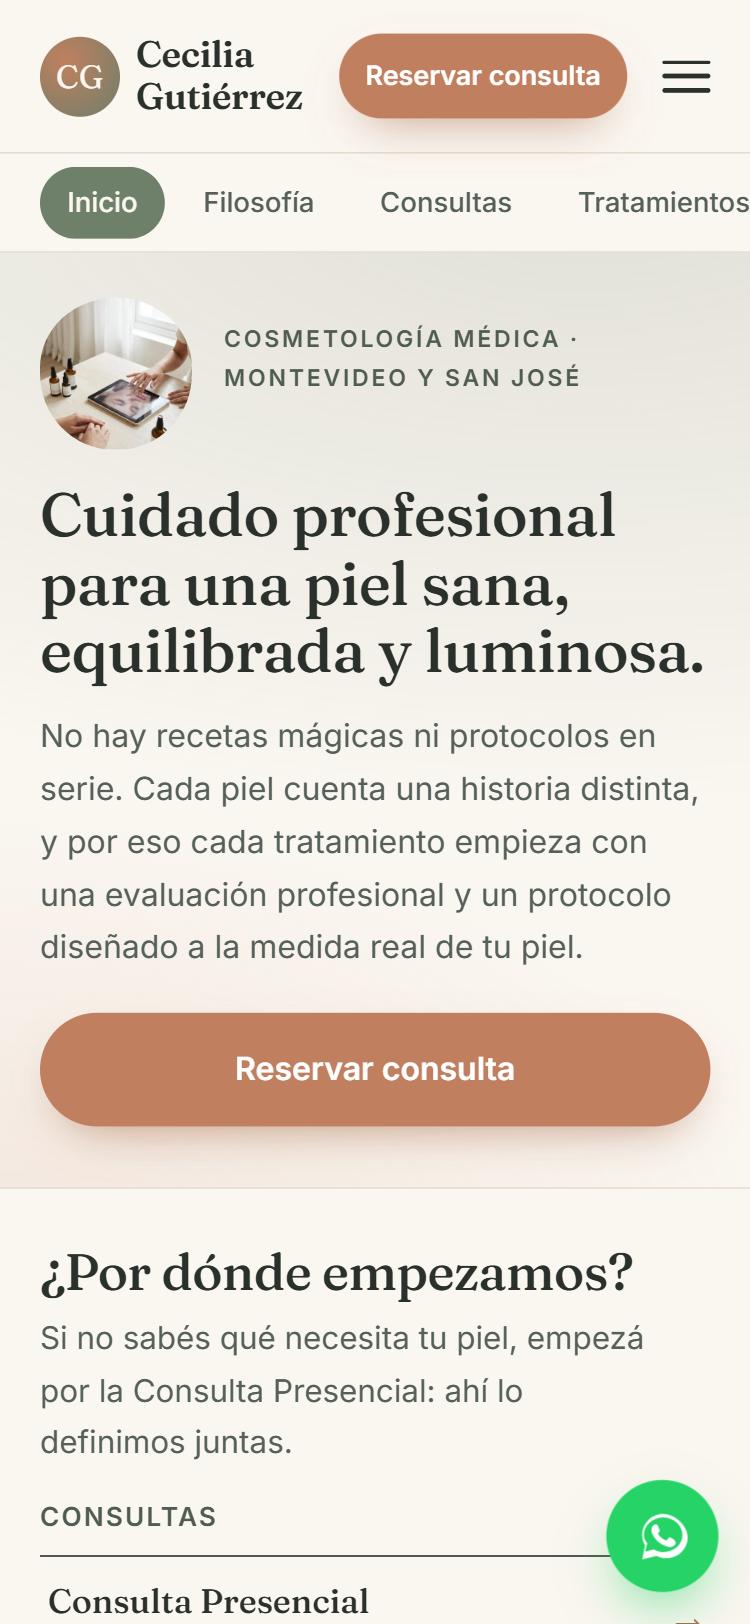 CG
Cecilia
Gutiérrez
Reservar consulta
Inicio
Filosofía
Consultas
Tratamientos
COSMETOLOGÍA MÉDICA ·
MONTEVIDEO Y SAN JOSÉ
Cuidado profesional
para una piel sana,
equilibrada y luminosa.
No hay recetas mágicas ni protocolos en
serie. Cada piel cuenta una historia distinta,
y por eso cada tratamiento empieza con
una evaluación profesional y un protocolo
diseñado a la medida real de tu piel.
Reservar consulta
¿Por dónde empezamos?
Si no sabés qué necesita tu piel, empezá
por la Consulta Presencial: ahí lo
definimos juntas.
CONSULTAS
Consulta Presencial